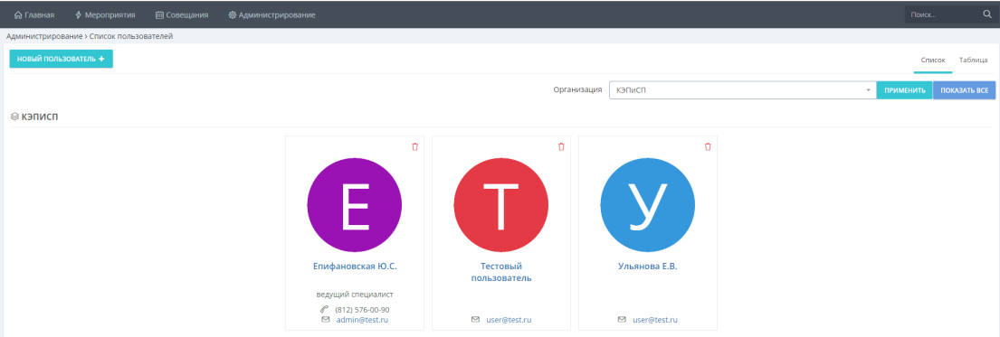 Главная Мероприятия Совещания Администрирование Поиск...
Администрирование › Список пользователей
НОВЫЙ ПОЛЬЗОВАТЕЛЬ + Список Таблица
Организация КЭПиСП ПРИМЕНИТЬ ПОКАЗАТЬ ВСЕ
КЭПИСП
Е Т У
Епифановская Ю.С. Тестовый Ульянова Е.В.
пользователь
ведущий специалист
(812) 576-00-90
admin@test.ru user@test.ru user@test.ru